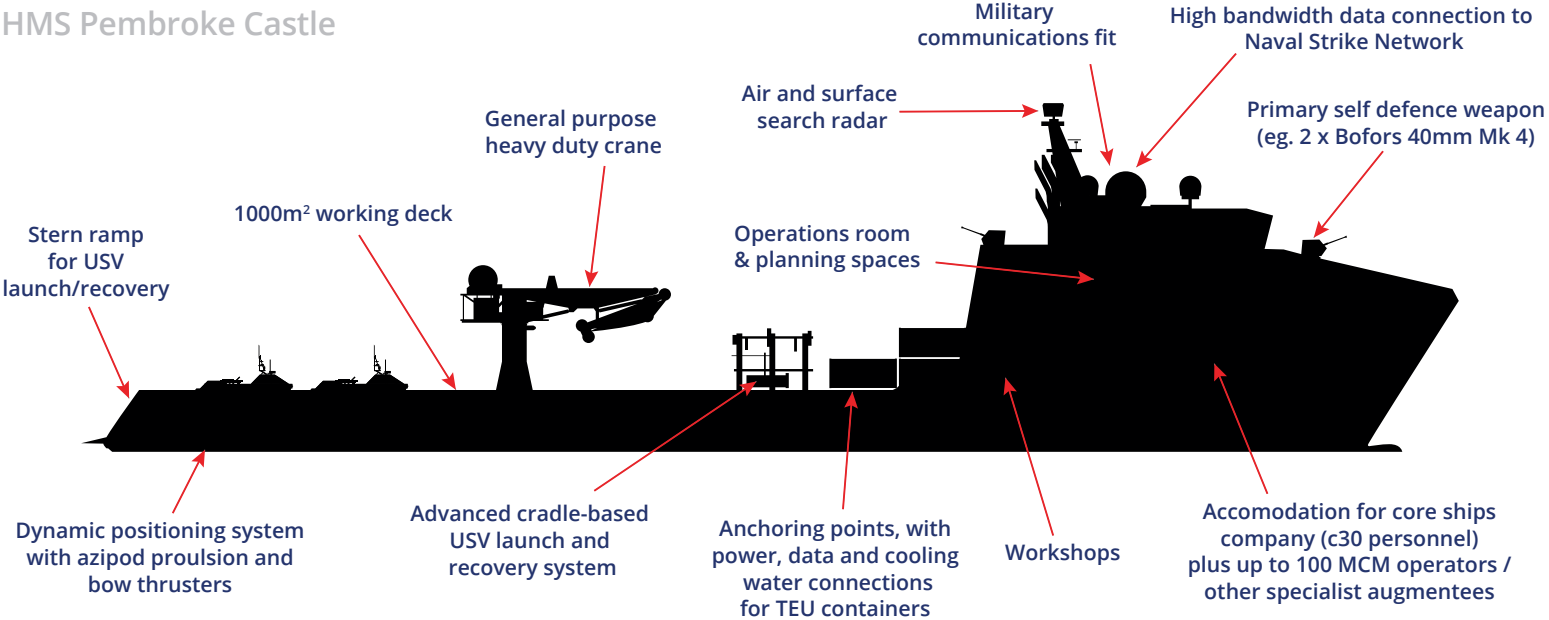 HMS Pembroke Castle
Military
communications fit
High bandwidth data connection to
Naval Strike Network
Air and surface
search radar
Primary self defence weapon
(eg. 2 x Bofors 40mm Mk 4)
General purpose
heavy duty crane
1000m² working deck
Stern ramp
for USV
launch/recovery
Operations room
& planning spaces
Dynamic positioning system
with azipod proulsion and
bow thrusters
Advanced cradle-based
USV launch and
recovery system
Anchoring points, with
power, data and cooling
water connections
for TEU containers
Workshops
Accomodation for core ships
company (c30 personnel)
plus up to 100 MCM operators /
other specialist augmentees